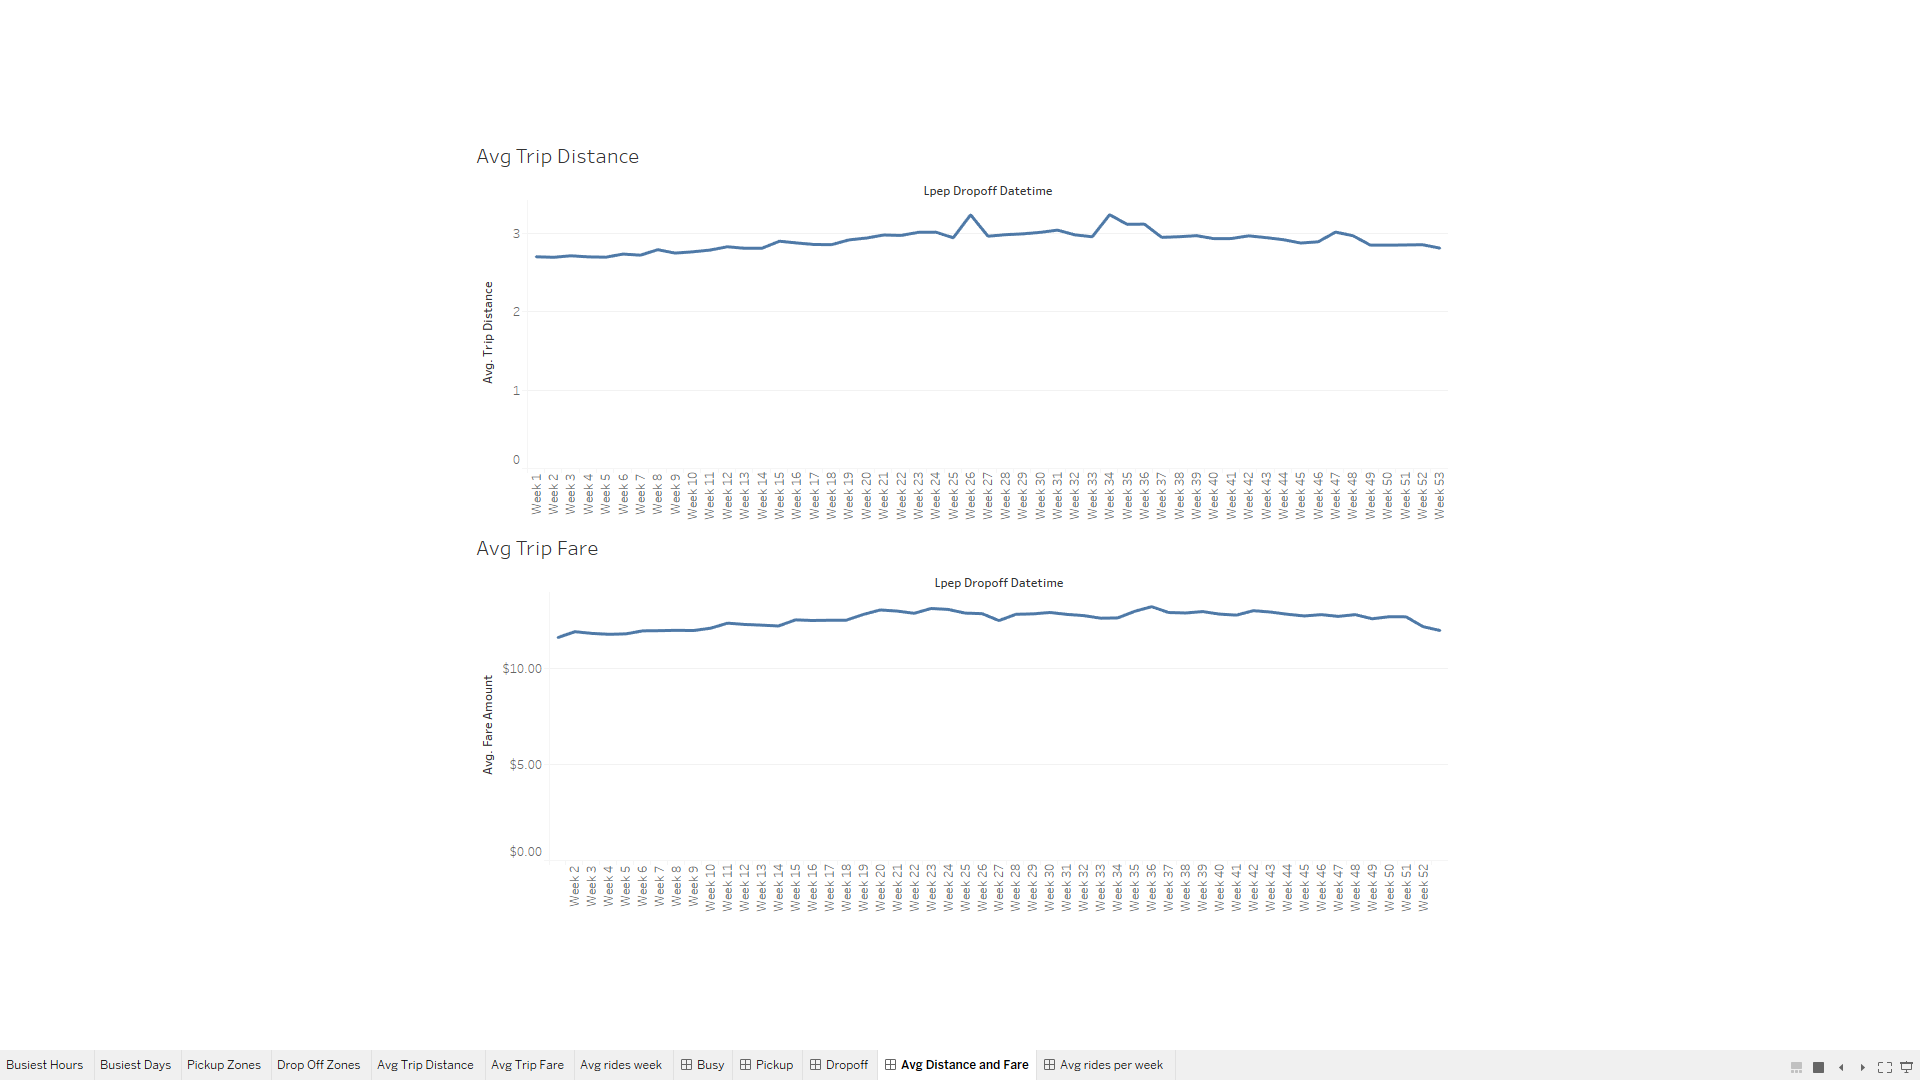 Avg Trip Distance
Lpep Dropoff Datetime
Avg. Trip Distance
3
2
1
0
Week 1
Week 2
Week 3
Week 4
Week 5
Week 6
Week 7
Week 8
Week 9
Week 10
Week 11
Week 12
Week 13
Week 14
Week 15
Week 16
Week 17
Week 18
Week 19
Week 20
Week 21
Week 22
Week 23
Week 24
Week 25
Week 26
Week 27
Week 28
Week 29
Week 30
Week 31
Week 32
Week 33
Week 34
Week 35
Week 36
Week 37
Week 38
Week 39
Week 40
Week 41
Week 42
Week 43
Week 44
Week 45
Week 46
Week 47
Week 48
Week 49
Week 50
Week 51
Week 52
Week 53
Avg Trip Fare
Lpep Dropoff Datetime
Avg. Fare Amount
$10.00
$5.00
$0.00
Week 2
Week 3
Week 4
Week 5
Week 6
Week 7
Week 8
Week 9
Week 10
Week 11
Week 12
Week 13
Week 14
Week 15
Week 16
Week 17
Week 18
Week 19
Week 20
Week 21
Week 22
Week 23
Week 24
Week 25
Week 26
Week 27
Week 28
Week 29
Week 30
Week 31
Week 32
Week 33
Week 34
Week 35
Week 36
Week 37
Week 38
Week 39
Week 40
Week 41
Week 42
Week 43
Week 44
Week 45
Week 46
Week 47
Week 48
Week 49
Week 50
Week 51
Week 52
Busiest Hours Busiest Days Pickup Zones Drop Off Zones Avg Trip Distance Avg Trip Fare Avg rides week Busy Pickup Dropoff Avg Distance and Fare Avg rides per week